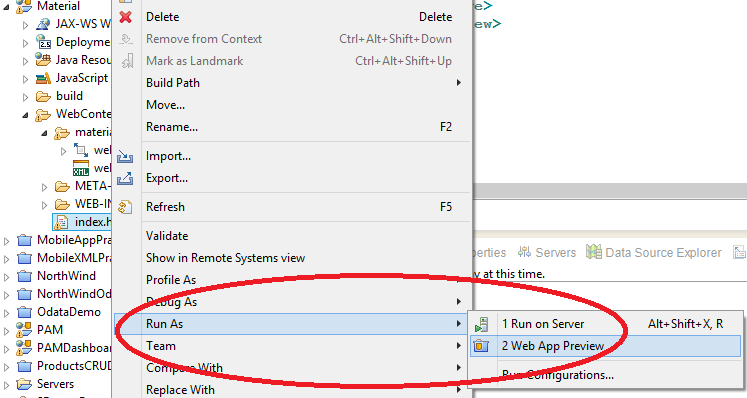 Material
JAX-WS W
Deployme
Java Resou
JavaScript
build
WebConte
materia
we
we
META-
WEB-IN
index.h
MobileAppPra
MobileXMLPra
NorthWind
NorthWindOd
OdataDemo
PAM
PAMDashboa
ProductsCRUD
Servers
Delete Delete
Remove from Context Ctrl+Alt+Shift+Down
Mark as Landmark Ctrl+Alt+Shift+Up
Build Path
Move...
Rename... F2
Import...
Export...
Refresh F5
Validate
Show in Remote Systems view
Profile As
Debug As
Run As
Team
Compare With
Replace With
e>
ew>
perties Servers Data Source Explorer
y at this time.
1 Run on Server Alt+Shift+X, R
2 Web App Preview
Run Configurations...